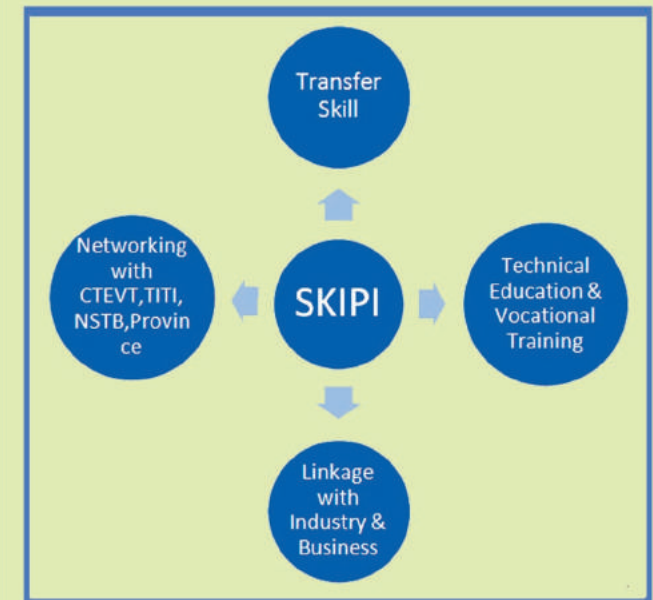 Transfer
Skill
Networking
with
CTEVT,TITI,
NSTB,Provin
ce
SKIPI
Technical
Education &
Vocational
Training
Linkage
with
Industry &
Business